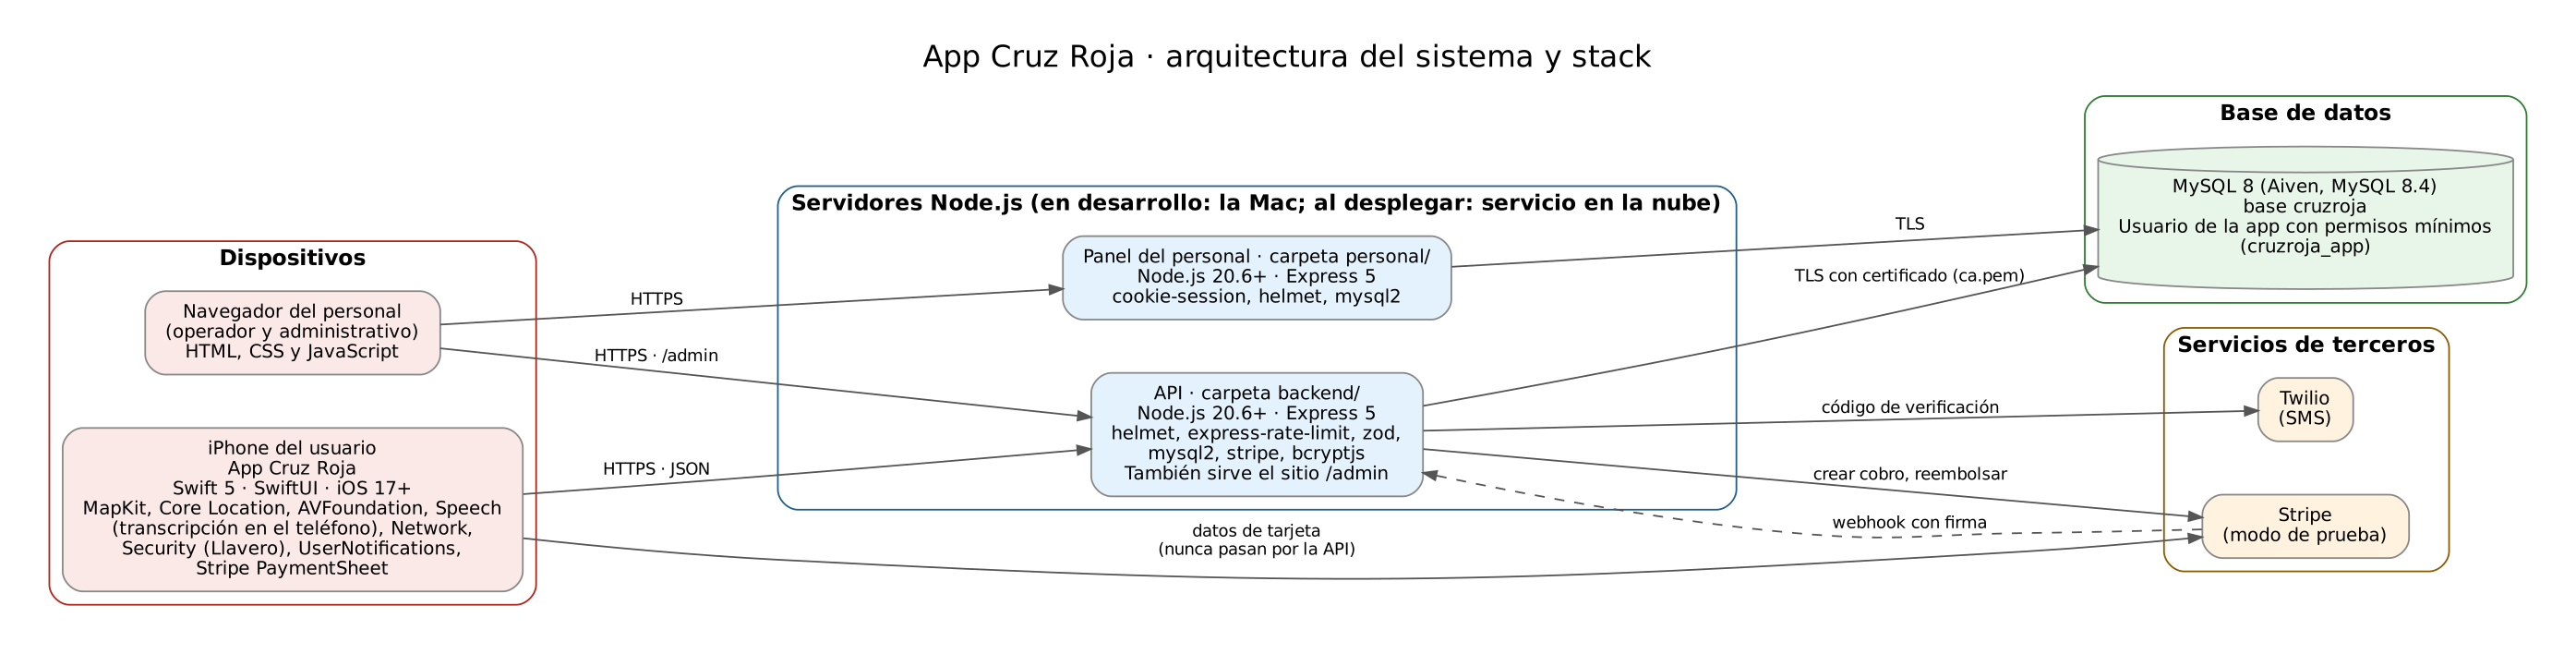 App Cruz Roja · arquitectura del sistema y stack
Dispositivos
Navegador del personal
(operador y administrativo)
HTML, CSS y JavaScript
iPhone del usuario
App Cruz Roja
Swift 5 · SwiftUI · iOS 17+
MapKit, Core Location, AVFoundation, Speech
(transcripción en el teléfono), Network,
Security (Llavero), UserNotifications,
Stripe PaymentSheet
HTTPS
HTTPS · /admin
HTTPS · JSON
Servidores Node.js (en desarrollo: la Mac; al desplegar: servicio en la nube)
Panel del personal · carpeta personal/
Node.js 20.6+ · Express 5
cookie-session, helmet, mysql2
API · carpeta backend/
Node.js 20.6+ · Express 5
helmet, express-rate-limit, zod,
mysql2, stripe, bcryptjs
También sirve el sitio /admin
datos de tarjeta
(nunca pasan por la API)
TLS
TLS con certificado (ca.pem)
código de verificación
crear cobro, reembolsar
webhook con firma
Base de datos
MySQL 8 (Aiven, MySQL 8.4)
base cruzroja
Usuario de la app con permisos mínimos
(cruzroja_app)
Servicios de terceros
Twilio
(SMS)
Stripe
(modo de prueba)